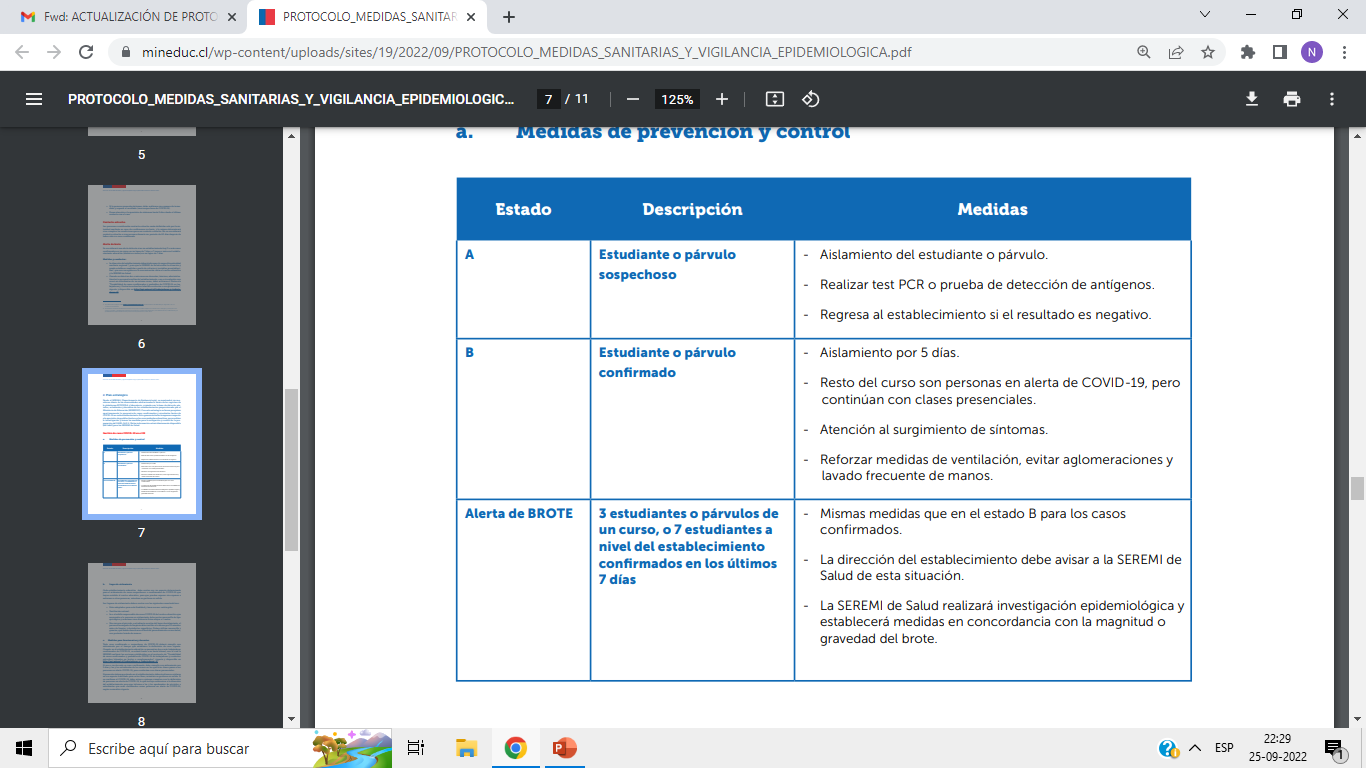 Fwd: ACTUALIZACIÓN DE PROTO
PROTOCOLO_MEDIDAS_SANITAR
mineduc.cl/wp-content/uploads/sites/19/2022/09/PROTOCOLO_MEDIDAS_SANITARIAS_Y_VIGILANCIA_EPIDEMIOLOGICA.pdf
N
PROTOCOLO_MEDIDAS_SANITARIAS_Y_VIGILANCIA_EPIDEMIOLOGIC...
7 / 11
125%
5
6
7
8
a. Medidas de prevención y control
Estado Descripción Medidas
A
Estudiante o párvulo
sospechoso
- Aislamiento del estudiante o párvulo.
- Realizar test PCR o prueba de detección de antígenos.
- Regresa al establecimiento si el resultado es negativo.
B
Estudiante o párvulo
confirmado
- Aislamiento por 5 días.
- Resto del curso son personas en alerta de COVID-19, pero
continúan con clases presenciales.
- Atención al surgimiento de síntomas.
- Reforzar medidas de ventilación, evitar aglomeraciones y
lavado frecuente de manos.
Alerta de BROTE
3 estudiantes o párvulos de
un curso, o 7 estudiantes a
nivel del establecimiento
confirmados en los últimos
7 días
- Mismas medidas que en el estado B para los casos
confirmados.
- La dirección del establecimiento debe avisar a la SEREMI de
Salud de esta situación.
- La SEREMI de Salud realizará investigación epidemiológica y
establecerá medidas en concordancia con la magnitud o
gravedad del brote.
Escribe aquí para buscar
ESP
22:29
25-09-2022
1